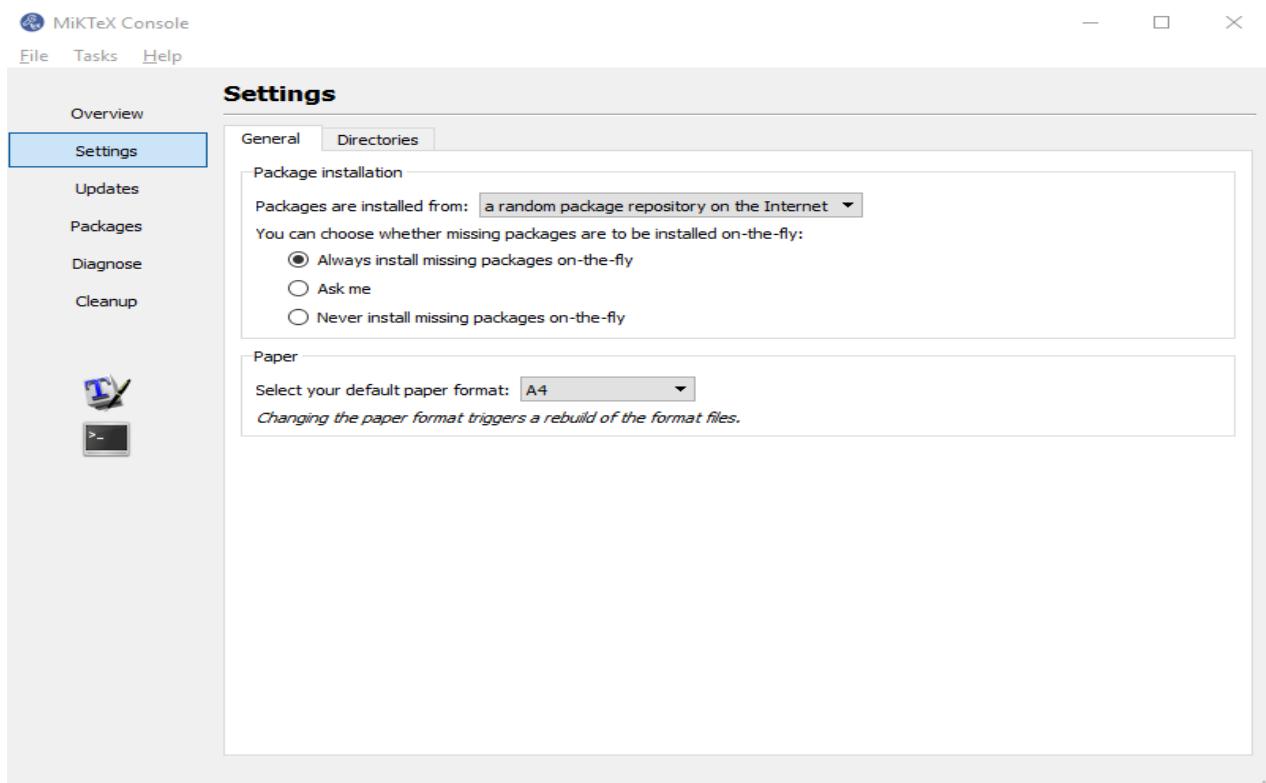 MiKTeX Console
File Tasks Help
Settings
Overview
Settings
Updates
Packages
Diagnose
Cleanup
General Directories
Package installation
Packages are installed from: a random package repository on the Internet
You can choose whether missing packages are to be installed on-the-fly:
Always install missing packages on-the-fly
Ask me
Never install missing packages on-the-fly
Paper
Select your default paper format: A4
Changing the paper format triggers a rebuild of the format files.
T
>_